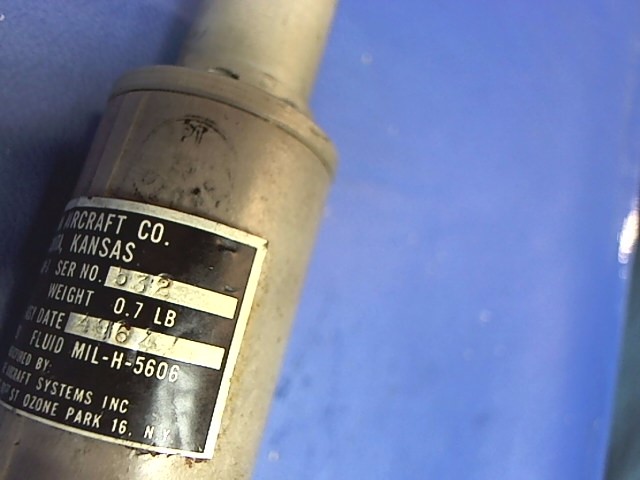 AIRCRAFT CO.
KANSAS
SER NO. 532
WEIGHT 0.7 LB
DATE
FLUID MIL-H-5606
BY:
AIRCRAFT SYSTEMS INC
ST OZONE PARK 16, N.Y.